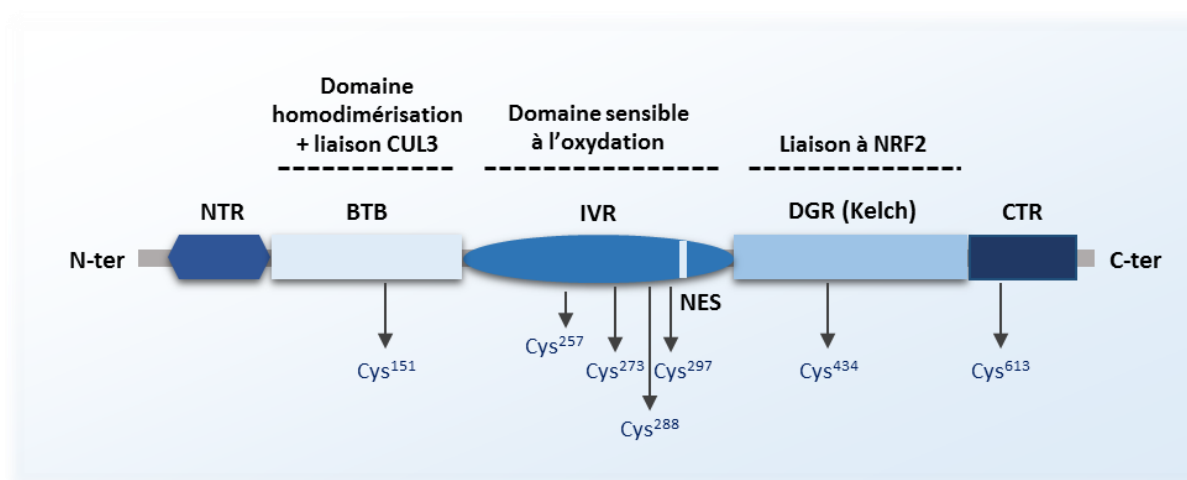 Domaine
homodimérisation
+ liaison CUL3
Domaine sensible
à l'oxydation
Liaison à NRF2
NTR
BTB
IVR
DGR (Kelch)
CTR
N-ter
C-ter
NES
Cys257
Cys151
Cys273
Cys297
Cys434
Cys613
Cys288